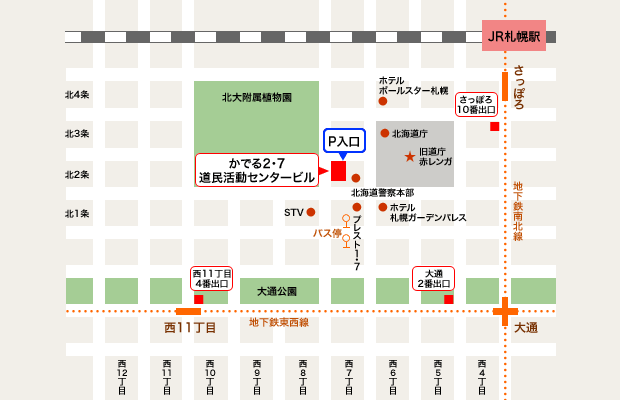 JR札幌駅
さっぽろ
ホテル
ポールスター札幌
北4条
北大附属植物園
さっぽろ
10番出口
北3条
P入口
北海道庁
旧道庁
赤レンガ
かでる2・7
道民活動センタービル
北2条
北海道警察本部
地下鉄南北線
北1条
STV
ホテル
札幌ガーデンパレス
バス停
プレスト1・7
西11丁目
4番出口
大通公園
大通
2番出口
地下鉄東西線
西11丁目
大通
西12丁目
西11丁目
西10丁目
西9丁目
西8丁目
西7丁目
西6丁目
西5丁目
西4丁目